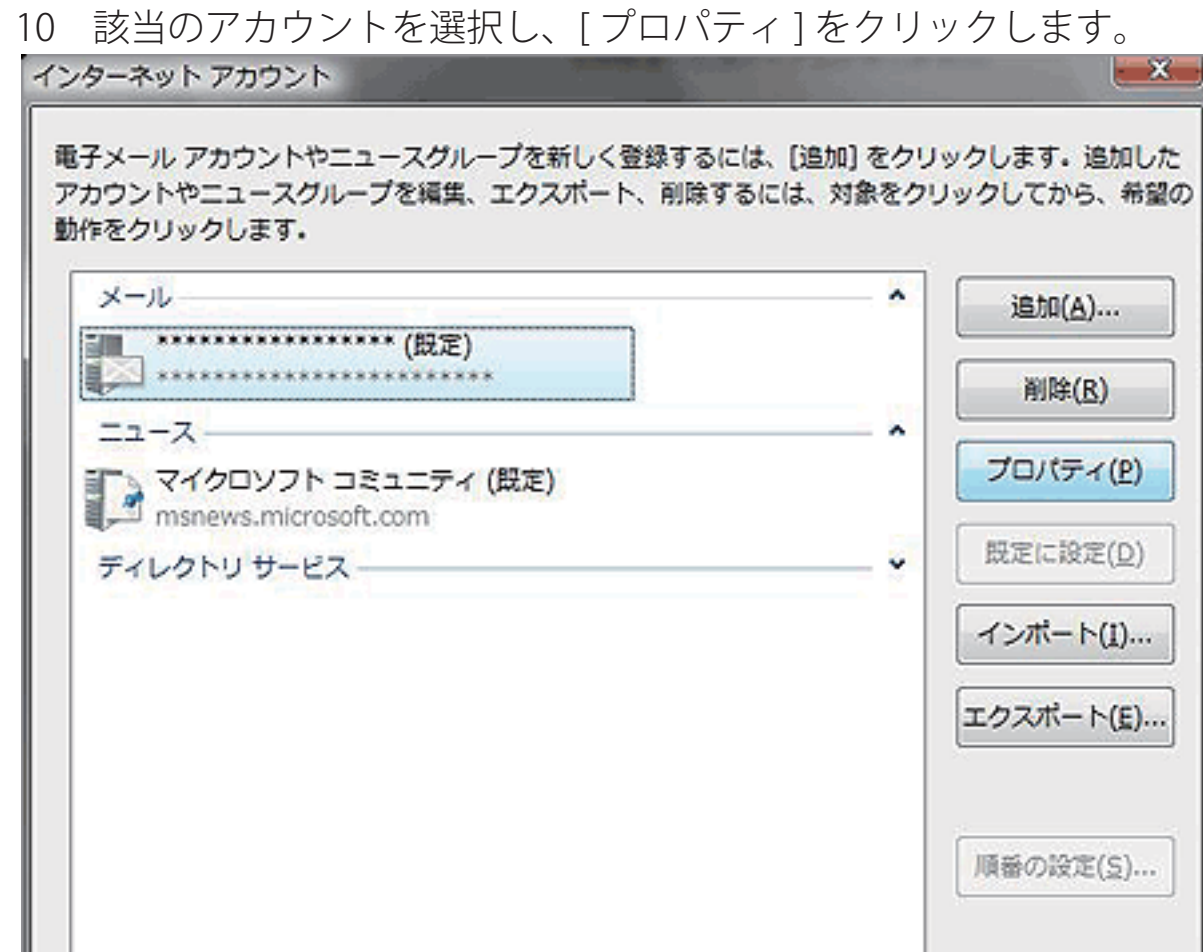 10 該当のアカウントを選択し、[ プロパティ ] をクリックします。
インターネット アカウント
電子メール アカウントやニュースグループを新しく登録するには、[追加] をクリックします。追加した
アカウントやニュースグループを編集、エクスポート、削除するには、対象をクリックしてから、希望の
動作をクリックします。
メール
***************** (既定)
************************
ニュース
マイクロソフト コミュニティ (既定)
msnews.microsoft.com
ディレクトリ サービス
追加(A)...
削除(R)
プロパティ(P)
既定に設定(D)
インポート(I)...
エクスポート(E)...
順番の設定(S)...